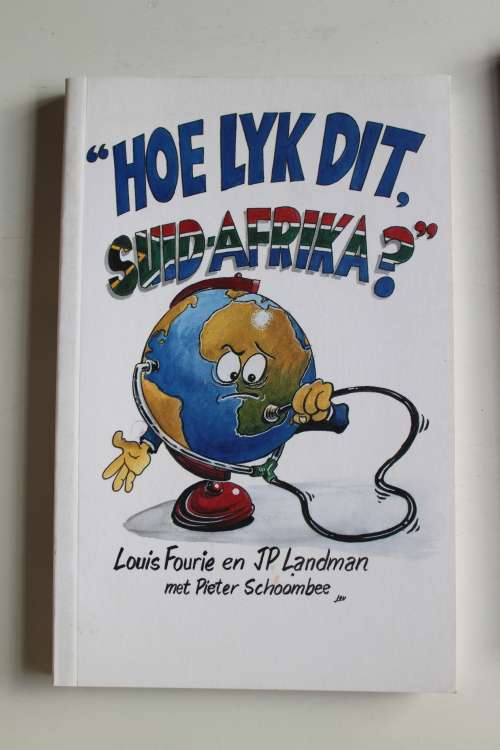 "HOE LYK DIT,
SUID-AFRIKA?"
Louis Fourie en JP Landman
met Pieter Schoombee